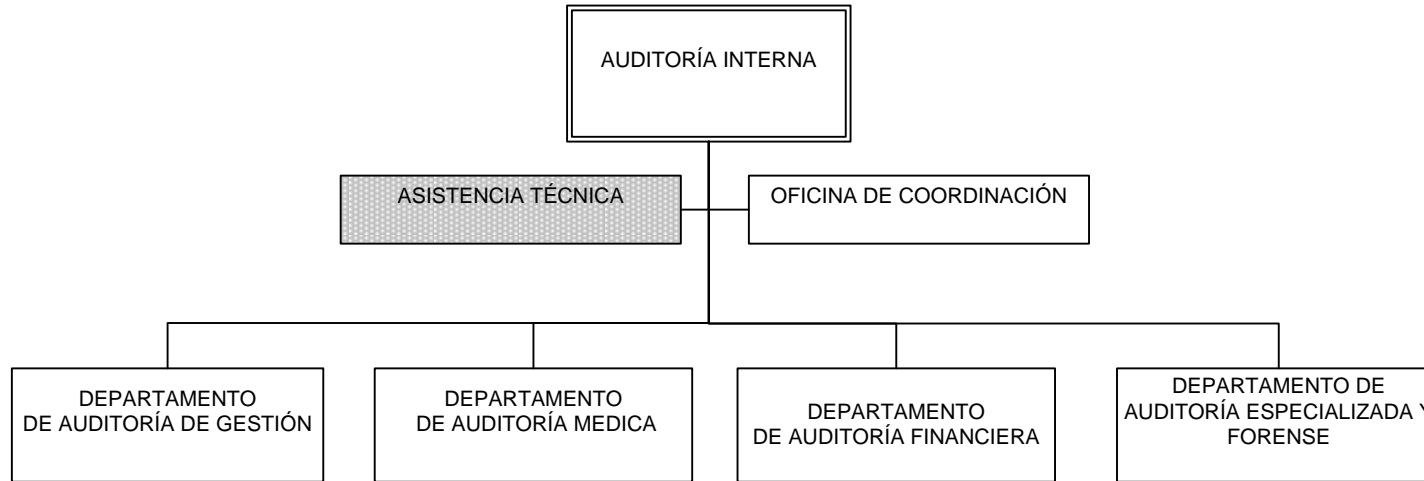 AUDITORÍA INTERNA
ASISTENCIA TÉCNICA
OFICINA DE COORDINACIÓN
DEPARTAMENTO
DE AUDITORÍA DE GESTIÓN
DEPARTAMENTO
DE AUDITORÍA MEDICA
DEPARTAMENTO
DE AUDITORÍA FINANCIERA
DEPARTAMENTO DE
AUDITORÍA ESPECIALIZADA Y
FORENSE